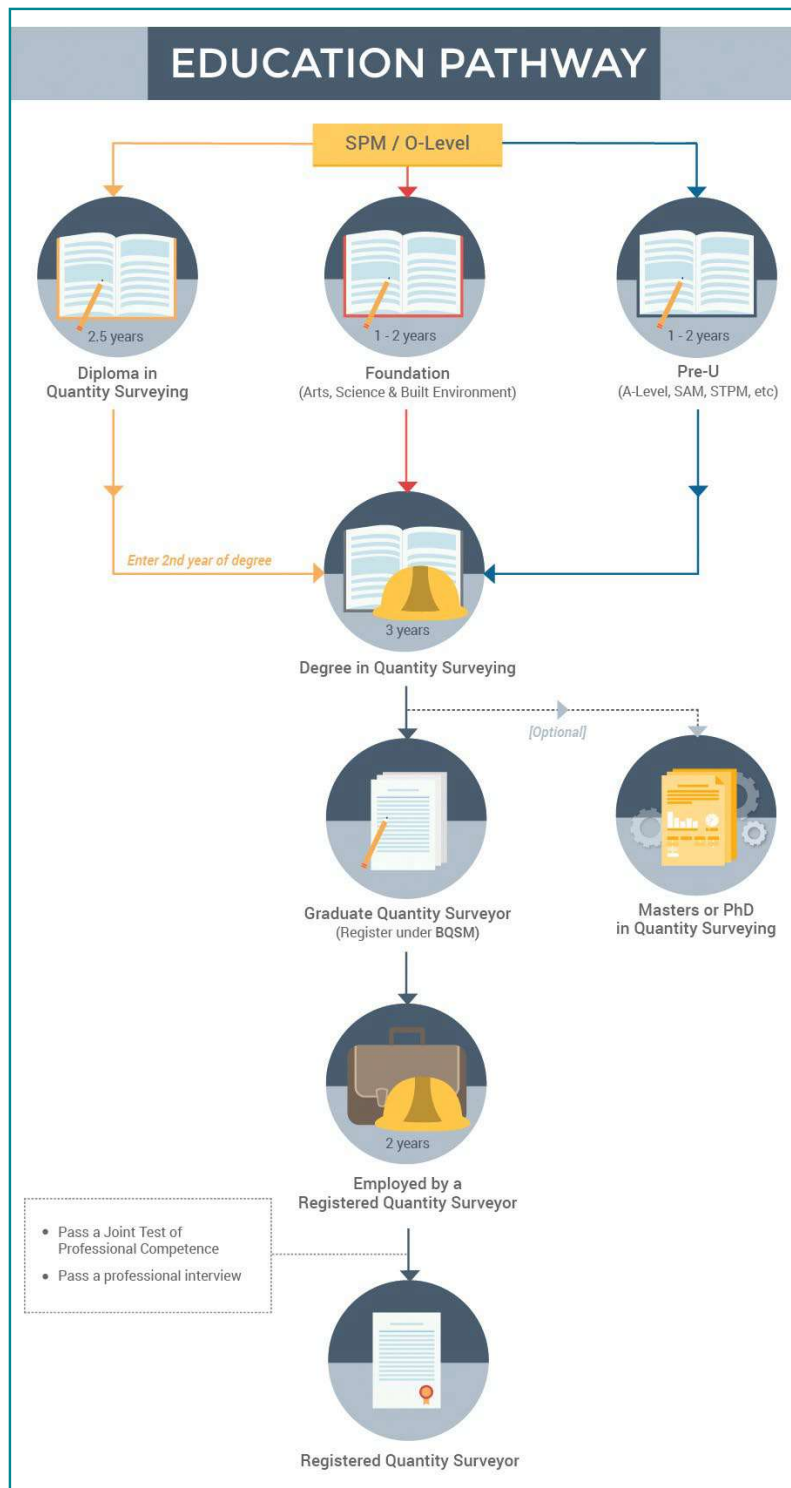 EDUCATION PATHWAY
SPM / O-Level
2.5 years
Diploma in
Quantity Surveying
1 - 2 years
Foundation
(Arts, Science & Built Environment)
1 - 2 years
Pre-U
(A-Level, SAM, STPM, etc)
Enter 2nd year of degree
3 years
Degree in Quantity Surveying
[Optional]
Graduate Quantity Surveyor
(Register under BQSM)
Masters or PhD
in Quantity Surveying
2 years
Employed by a
Registered Quantity Surveyor
• Pass a Joint Test of
Professional Competence
• Pass a professional interview
Registered Quantity Surveyor